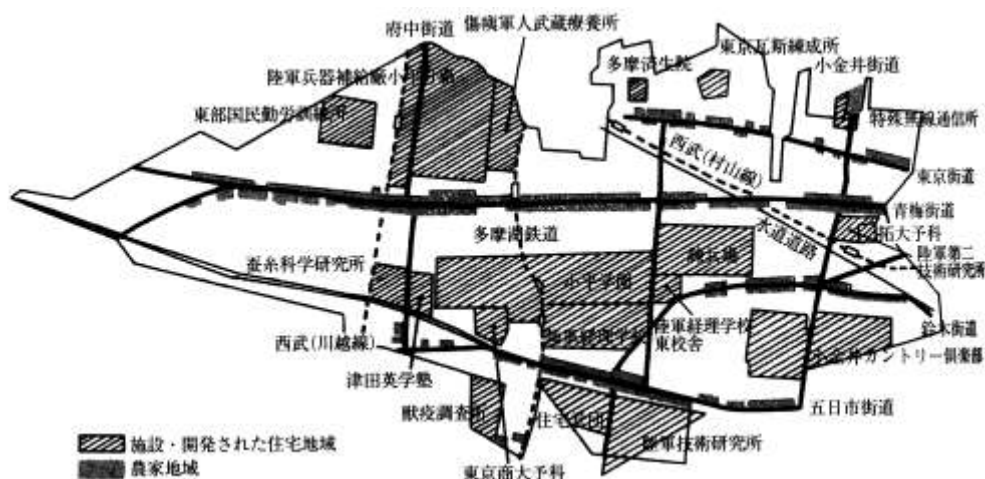 傷痍軍人武蔵療養所
府中街道
東京瓦斯練成所
多摩済生院
小金井街道
陸軍兵器補給廠小平分廠
東部国民勤労訓練所
特殊無線通信所
西武(村山線)
東京街道
青梅街道
多摩湖鉄道
水道道路
拓大予科
陸軍第二
技術研究所
蚕糸科学研究所
小平学園
陸軍経理学校
陸軍経理学校
東校舎
鈴木街道
西武(川越線)
小金井カントリー倶楽部
津田英学塾
五日市街道
獣疫調査所
住宅営団
陸軍技術研究所
東京商大予科
施設・開発された住宅地域
農家地域